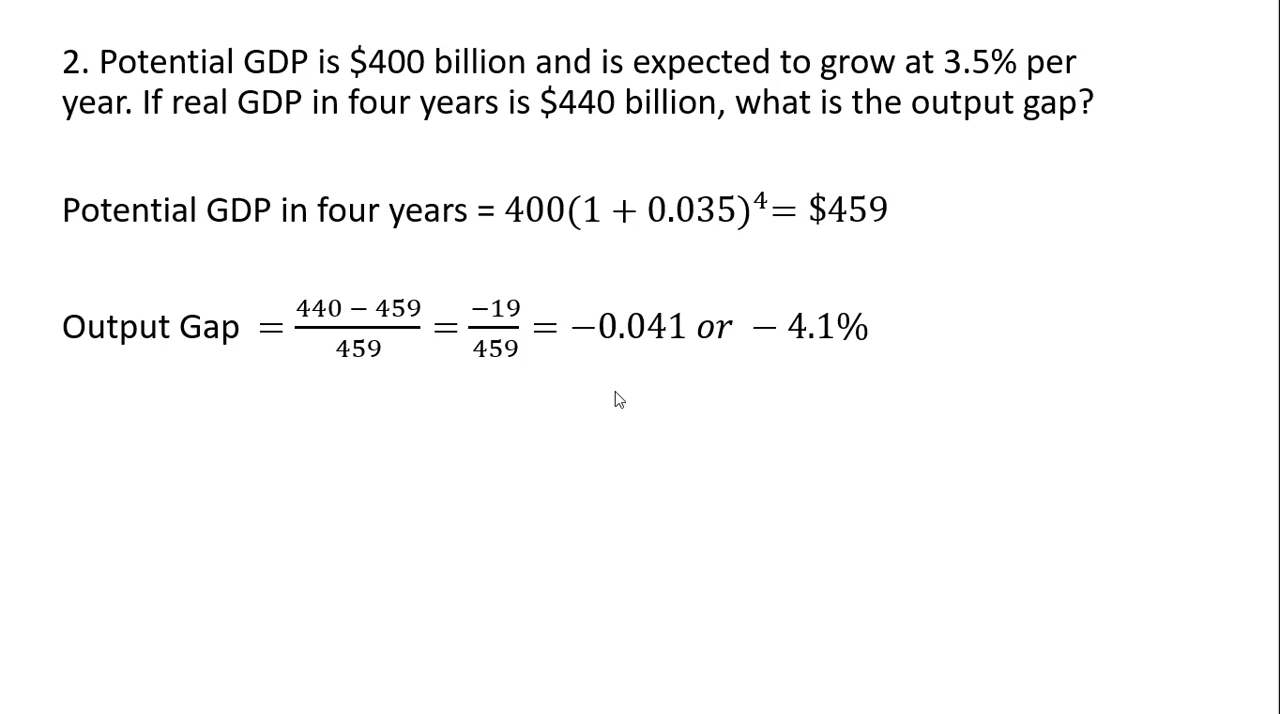 2. Potential GDP is $400 billion and is expected to grow at 3.5% per
year. If real GDP in four years is $440 billion, what is the output gap?
Potential GDP in four years = 400(1 + 0.035)⁴= $459
Output Gap = (440 − 459)/459 = −19/459 = −0.041 or − 4.1%